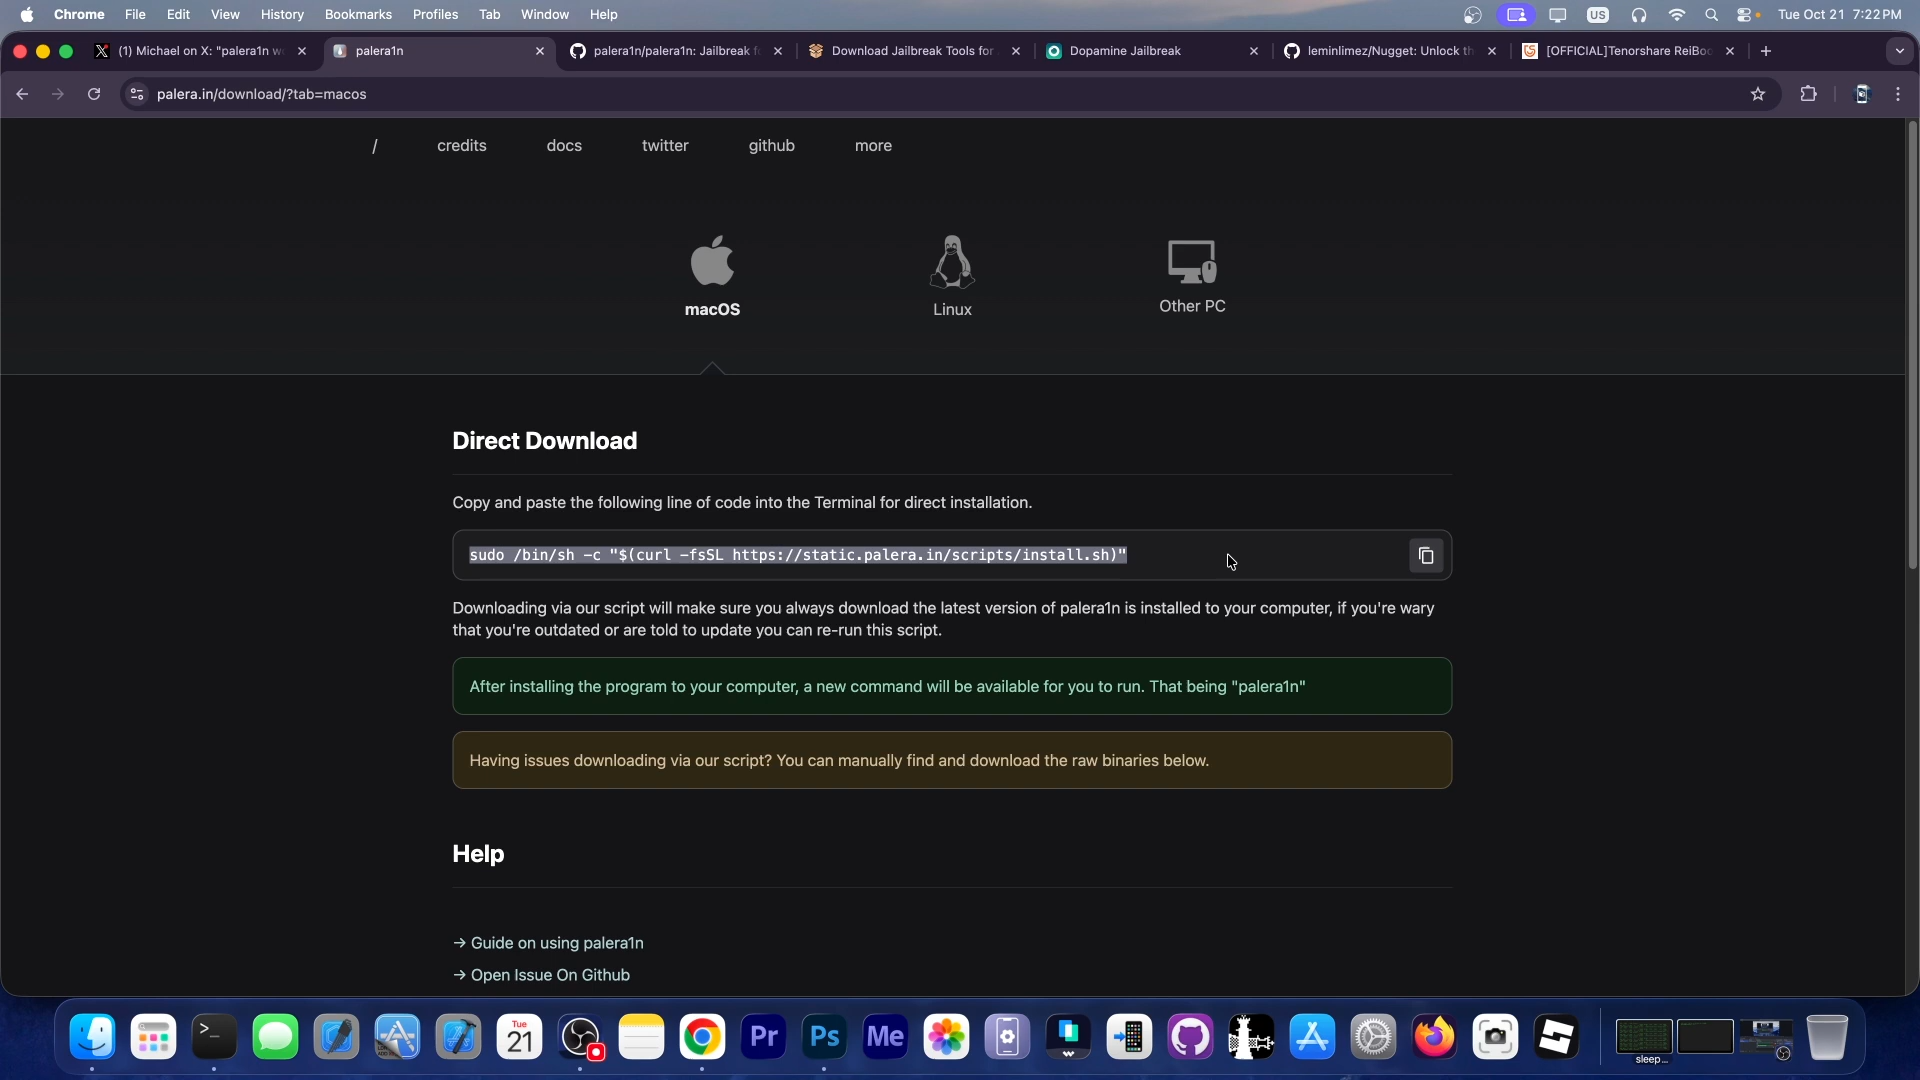 Chrome File Edit View History Bookmarks Profiles Tab Window Help US Tue Oct 21 7:22 PM
(1) Michael on X: "palera1n w
palera1n
palera1n/palera1n: Jailbreak f
Download Jailbreak Tools for
Dopamine Jailbreak
leminlimez/Nugget: Unlock th
[OFFICIAL]Tenorshare ReiBoo
palera.in/download/?tab=macos
/ credits docs twitter github more
macOS
Linux
Other PC
Direct Download
Copy and paste the following line of code into the Terminal for direct installation.
sudo /bin/sh -c "$(curl -fsSL https://static.palera.in/scripts/install.sh)"
Downloading via our script will make sure you always download the latest version of palera1n is installed to your computer, if you're wary
that you're outdated or are told to update you can re-run this script.
After installing the program to your computer, a new command will be available for you to run. That being "palera1n"
Having issues downloading via our script? You can manually find and download the raw binaries below.
Help
→ Guide on using palera1n
→ Open Issue On Github
>_
Tue
21
Pr
Ps
Me
sleep...